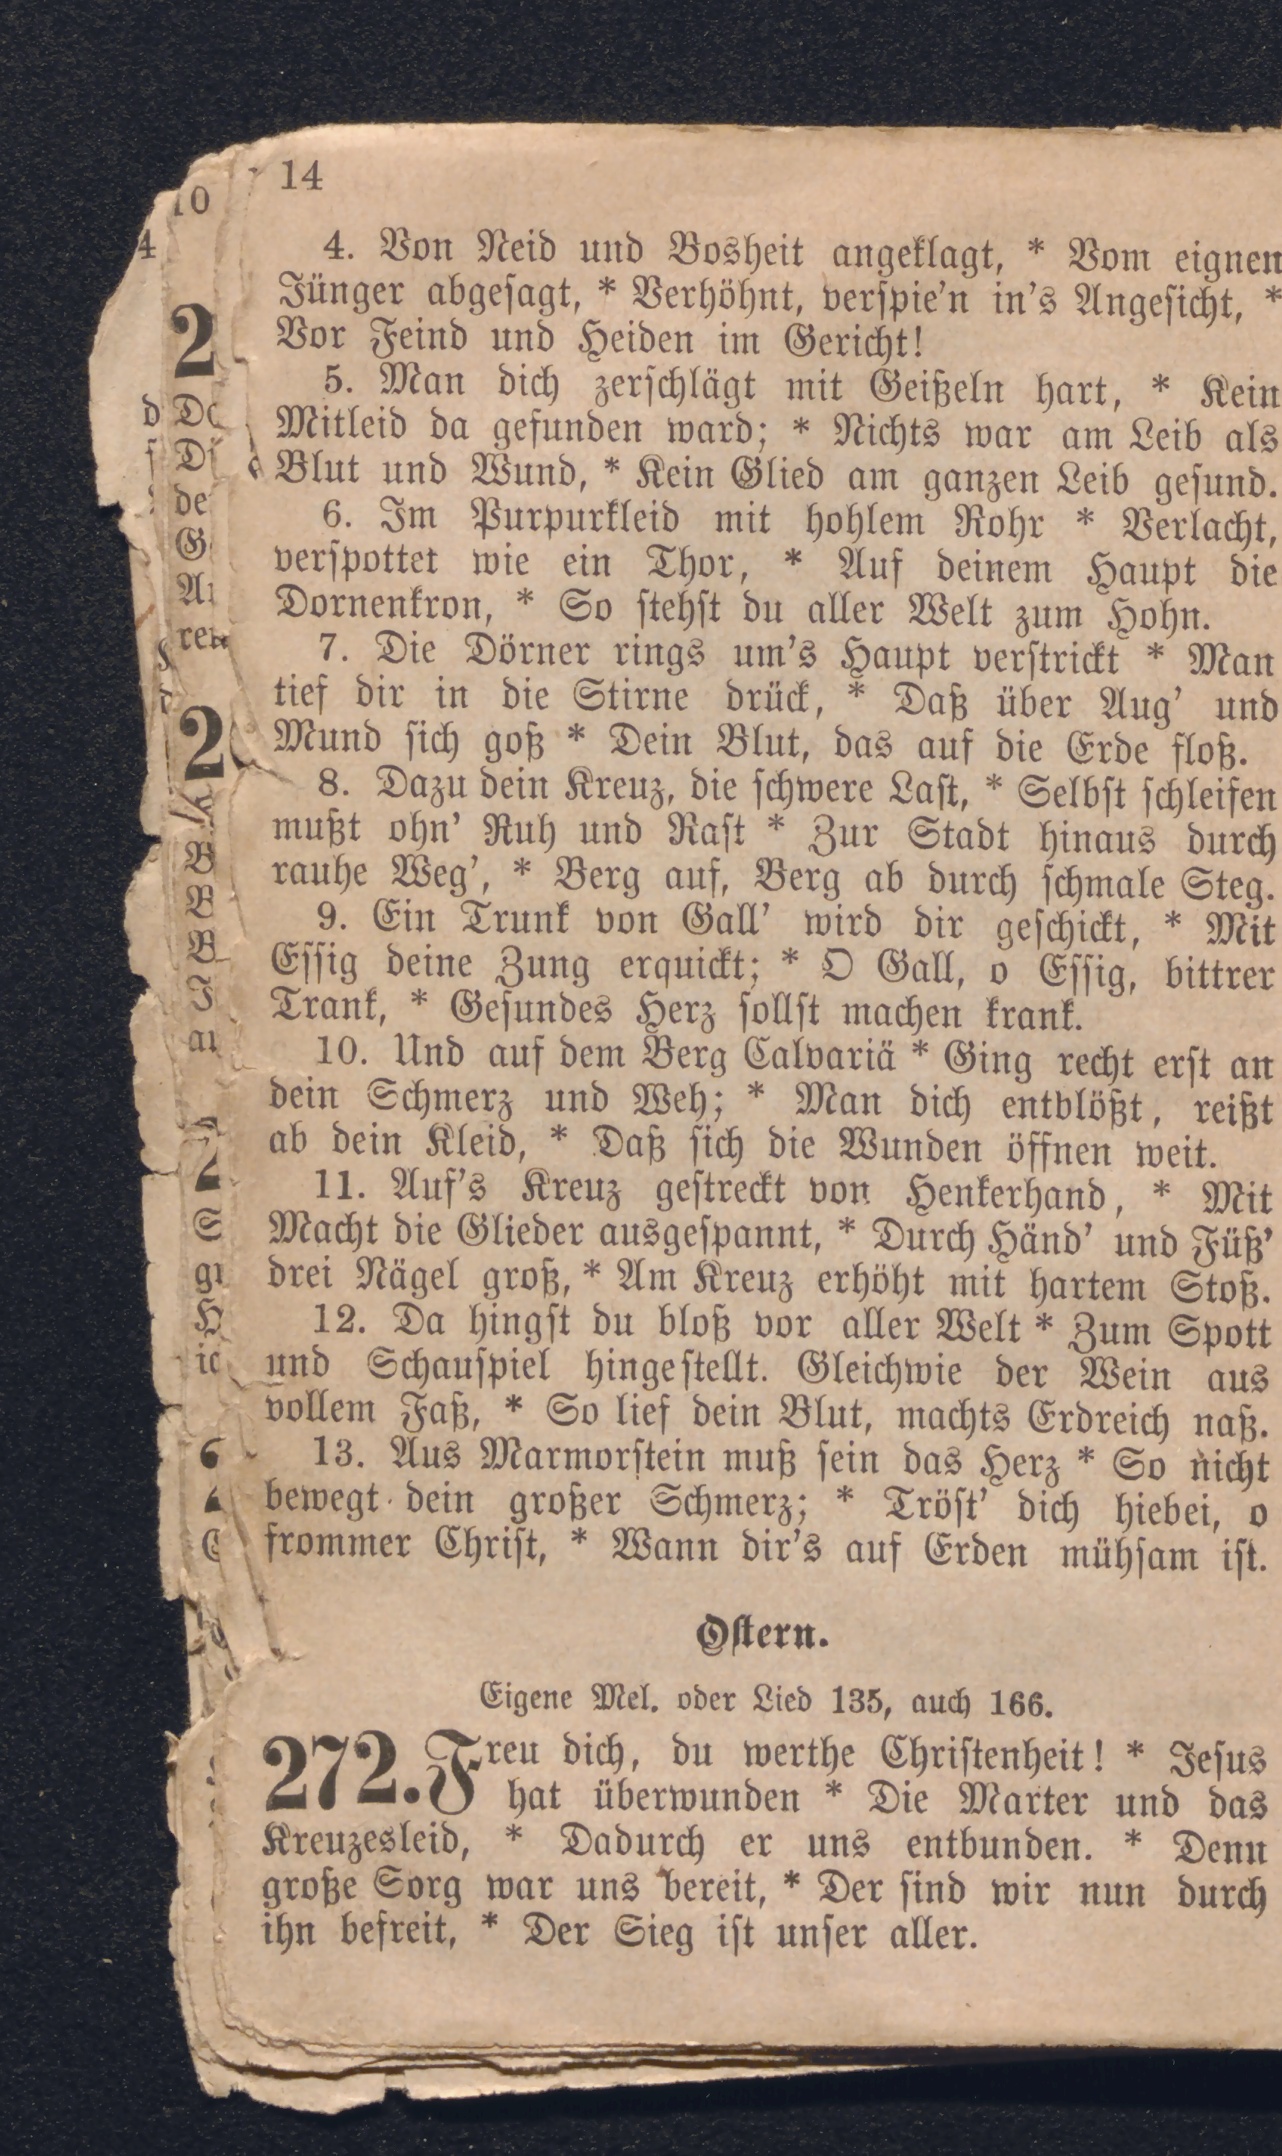 14
4. Von Neid und Bosheit angeklagt, * Vom eignen
Jünger abgesagt, * Verhöhnt, verspie'n in's Angesicht, *
Vor Feind und Heiden im Gericht!
5. Man dich zerschlägt mit Geißeln hart, * Kein
Mitleid da gefunden ward; * Nichts war am Leib als
Blut und Wund, * Kein Glied am ganzen Leib gesund.
6. Im Purpurkleid mit hohlem Rohr * Verlacht,
verspottet wie ein Thor, * Auf deinem Haupt die
Dornenkron, * So stehst du aller Welt zum Hohn.
7. Die Dörner rings um's Haupt verstrickt * Man
tief dir in die Stirne drück, * Daß über Aug' und
Mund sich goß * Dein Blut, das auf die Erde floß.
8. Dazu dein Kreuz, die schwere Last, * Selbst schleifen
mußt ohn' Ruh und Rast * Zur Stadt hinaus durch
rauhe Weg', * Berg auf, Berg ab durch schmale Steg.
9. Ein Trunk von Gall' wird dir geschickt, * Mit
Essig deine Zung erquickt; * O Gall, o Essig, bittrer
Trank, * Gesundes Herz sollst machen krank.
10. Und auf dem Berg Calvariä * Ging recht erst an
dein Schmerz und Weh; * Man dich entblößt, reißt
ab dein Kleid, * Daß sich die Wunden öffnen weit.
11. Auf's Kreuz gestreckt von Henkerhand, * Mit
Macht die Glieder ausgespannt, * Durch Händ' und Füß'
drei Nägel groß, * Am Kreuz erhöht mit hartem Stoß.
12. Da hingst du bloß vor aller Welt * Zum Spott
und Schauspiel hingestellt. Gleichwie der Wein aus
vollem Faß, * So lief dein Blut, machts Erdreich naß.
13. Aus Marmorstein muß sein das Herz * So nicht
bewegt dein großer Schmerz; * Tröst' dich hiebei, o
frommer Christ, * Wann dir's auf Erden mühsam ist.
Ostern.
Eigene Mel. oder Lied 135, auch 166.
272. Freu dich, du werthe Christenheit! * Jesus
hat überwunden * Die Marter und das
Kreuzesleid, * Dadurch er uns entbunden. * Denn
große Sorg war uns bereit, * Der sind wir nun durch
ihn befreit, * Der Sieg ist unser aller.